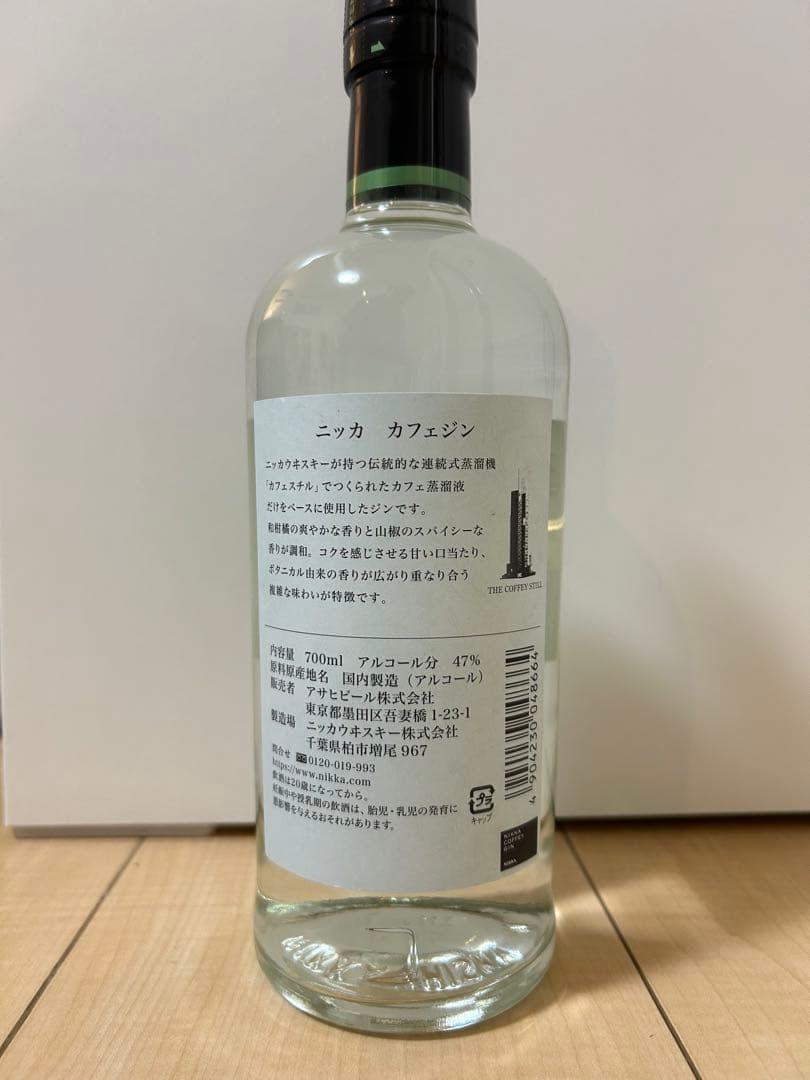 ニッカ カフェジン
ニッカウヰスキーが持つ伝統的な連続式蒸溜機
「カフェスチル」でつくられたカフェ蒸溜液
だけをベースに使用したジンです。
和柑橘の爽やかな香りと山椒のスパイシーな
香りが調和。コクを感じさせる甘い口当たり、
ボタニカル由来の香りが広がり重なり合う
複雑な味わいが特徴です。
THE COFFEY STILL
内容量 700ml アルコール分 47%
原料原産地名 国内製造(アルコール)
販売者 アサヒビール株式会社
東京都墨田区吾妻橋1-23-1
製造場 ニッカウヰスキー株式会社
千葉県柏市増尾967
問合せ 0120-019-993
https://www.nikka.com
飲酒は20歳になってから。
妊娠中や授乳期の飲酒は、胎児・乳児の発育に
悪影響を与えるおそれがあります。
プラ
キャップ
4904230048664
NIKKA
COFFEY
GIN
NIKKA